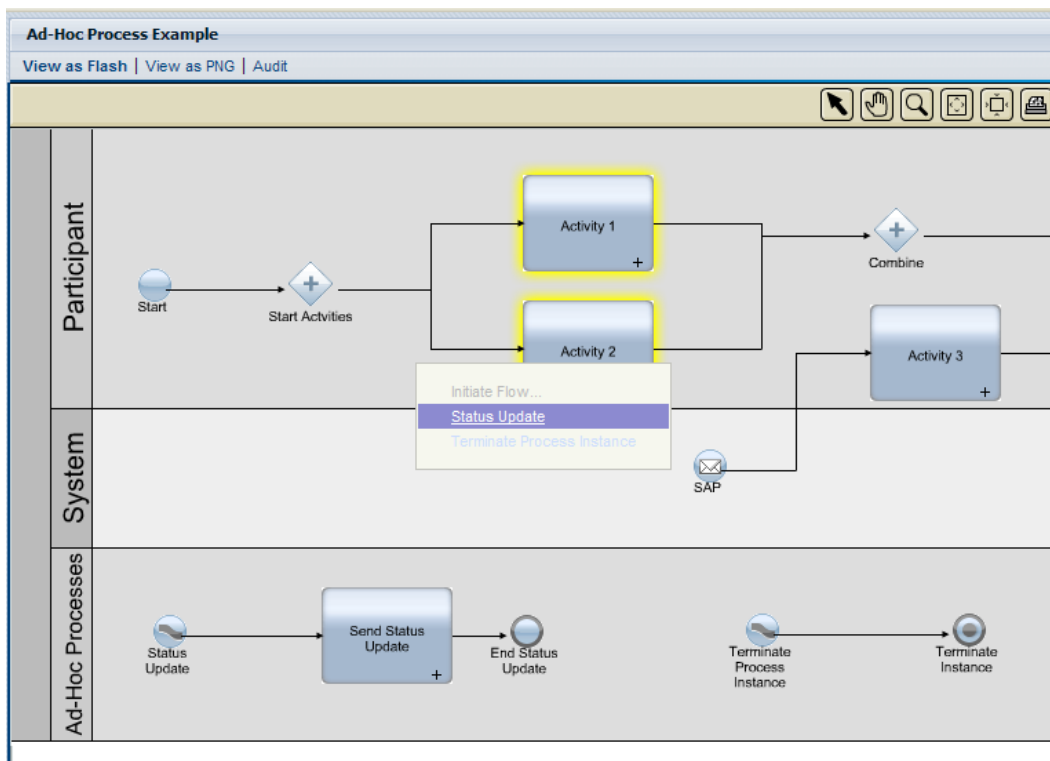 Ad-Hoc Process Example
View as Flash | View as PNG | Audit
Participant
Start
Start Actvities
Activity 1
+
Activity 2
Combine
Activity 3
+
Initiate Flow...
Status Update
Terminate Process Instance
System
SAP
Ad-Hoc Processes
Status
Update
Send Status
Update
+
End Status
Update
Terminate
Process
Instance
Terminate
Instance